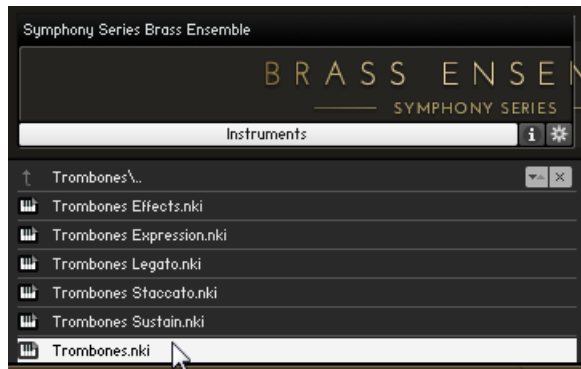 Symphony Series Brass Ensemble
BRASS ENSE
SYMPHONY SERIES
Instruments
i
Trombones\..
Trombones Effects.nki
Trombones Expression.nki
Trombones Legato.nki
Trombones Staccato.nki
Trombones Sustain.nki
Trombones.nki